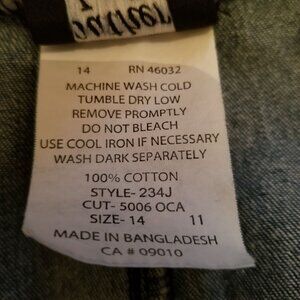 14 RN 46032
MACHINE WASH COLD
TUMBLE DRY LOW
REMOVE PROMPTLY
DO NOT BLEACH
USE COOL IRON IF NECESSARY
WASH DARK SEPARATELY
100% COTTON
STYLE- 234J
CUT- 5006 OCA
SIZE- 14 11
MADE IN BANGLADESH
CA # 09010